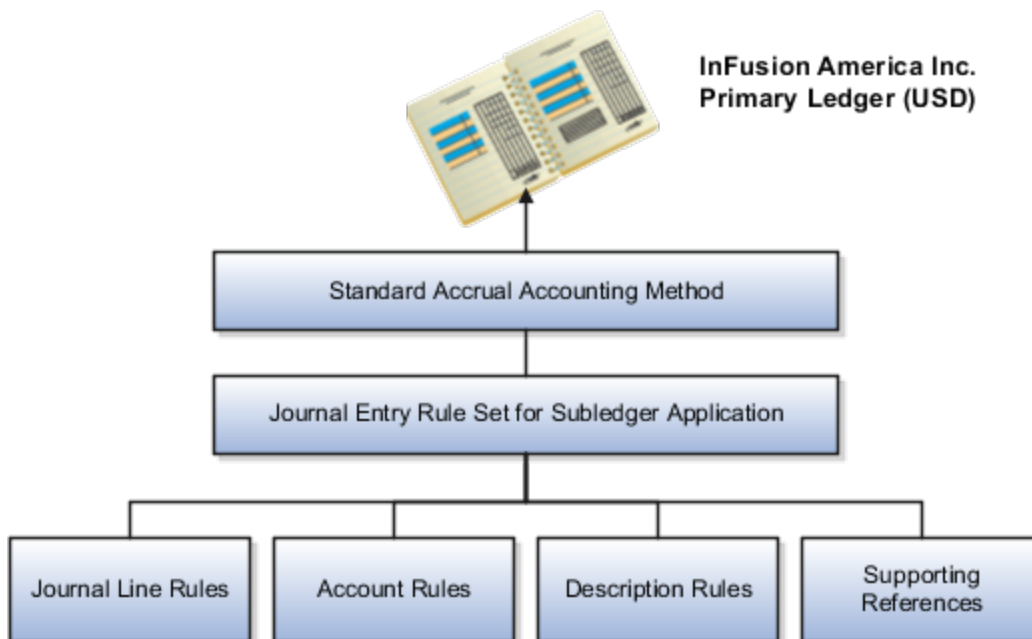 InFusion America Inc.
Primary Ledger (USD)
Standard Accrual Accounting Method
Journal Entry Rule Set for Subledger Application
Journal Line Rules
Account Rules
Description Rules
Supporting
References